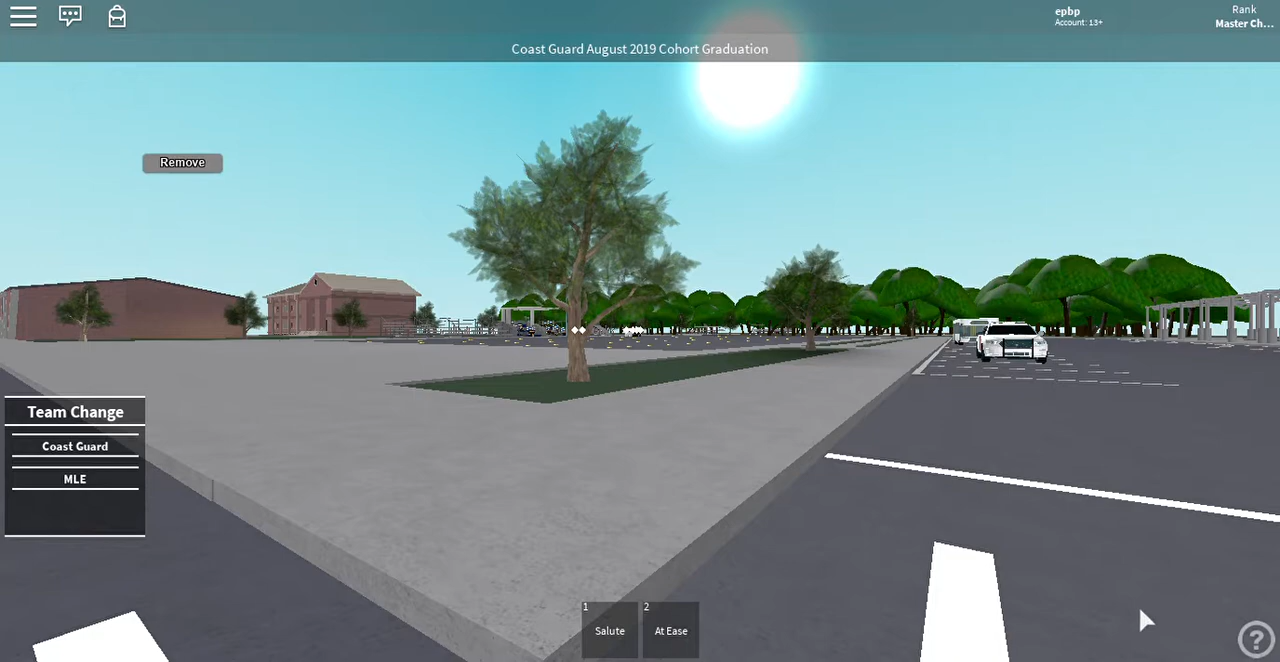 epbp
Account: 13+
Rank
Master Ch...
Coast Guard August 2019 Cohort Graduation
Remove
Team Change
Coast Guard
MLE
1
Salute
2
At Ease
?